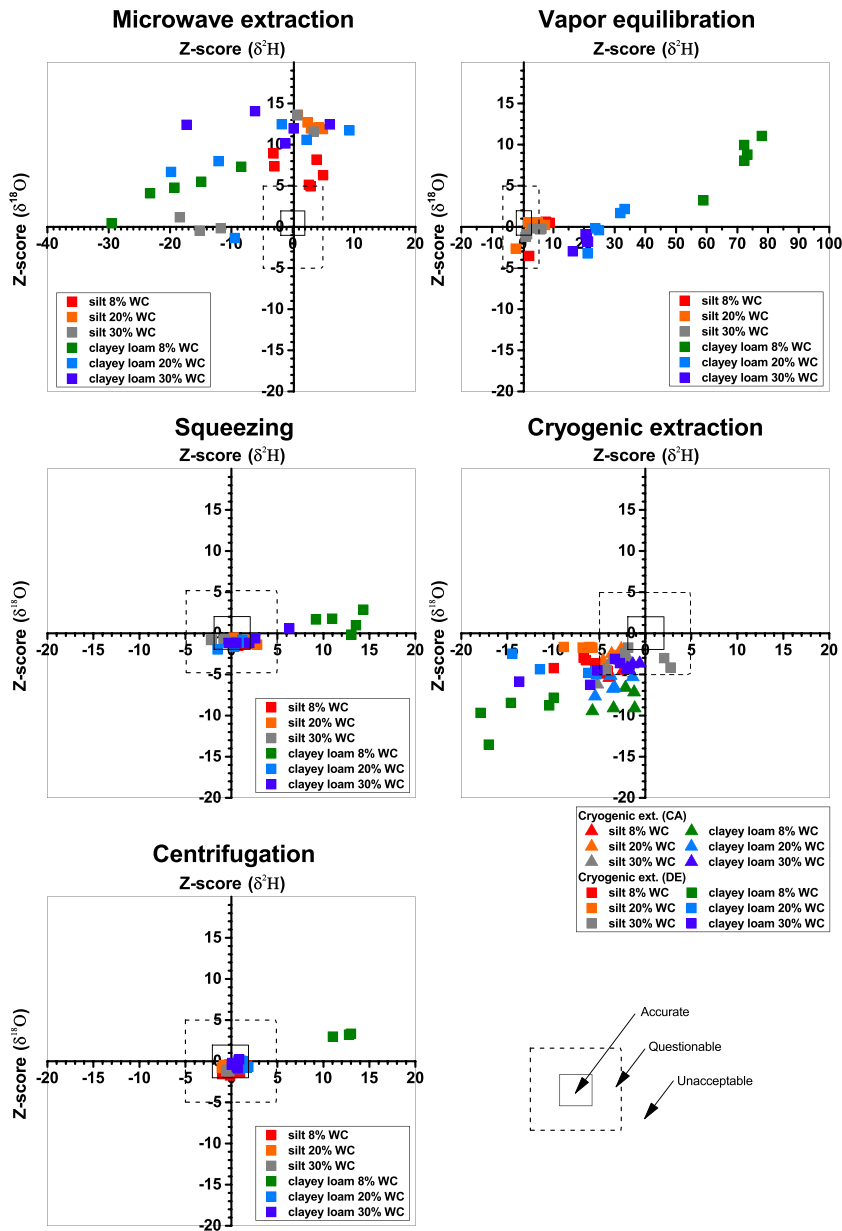 Microwave extraction
Z-score (δ²H)
Z-score (δ¹⁸O)
-40 -30 -20 -10 0 10 20
15
10
5
0
-5
-10
-15
-20
silt 8% WC
silt 20% WC
silt 30% WC
clayey loam 8% WC
clayey loam 20% WC
clayey loam 30% WC
Vapor equilibration
Z-score (δ²H)
Z-score (δ¹⁸O)
-20 -10 0 10 20 30 40 50 60 70 80 90 100
15
10
5
0
-5
-10
-15
-20
silt 8% WC
silt 20% WC
silt 30% WC
clayey loam 8% WC
clayey loam 20% WC
clayey loam 30% WC
Squeezing
Z-score (δ²H)
Z-score (δ¹⁸O)
-20 -15 -10 -5 0 5 10 15 20
15
10
5
0
-5
-10
-15
-20
silt 8% WC
silt 20% WC
silt 30% WC
clayey loam 8% WC
clayey loam 20% WC
clayey loam 30% WC
Cryogenic extraction
Z-score (δ²H)
Z-score (δ¹⁸O)
-20 -15 -10 -5 0 5 10 15 20
15
10
5
0
-5
-10
-15
-20
Cryogenic ext. (CA)
silt 8% WC clayey loam 8% WC
silt 20% WC clayey loam 20% WC
silt 30% WC clayey loam 30% WC
Cryogenic ext. (DE)
silt 8% WC clayey loam 8% WC
silt 20% WC clayey loam 20% WC
silt 30% WC clayey loam 30% WC
Centrifugation
Z-score (δ²H)
Z-score (δ¹⁸O)
-20 -15 -10 -5 0 5 10 15 20
15
10
5
0
-5
-10
-15
-20
silt 8% WC
silt 20% WC
silt 30% WC
clayey loam 8% WC
clayey loam 20% WC
clayey loam 30% WC
Accurate
Questionable
Unacceptable